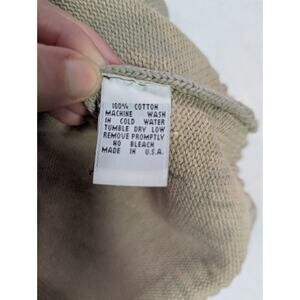 100% COTTON
MACHINE WASH
IN COLD WATER
TUMBLE DRY LOW
REMOVE PROMPTLY
NO BLEACH
MADE IN U.S.A.